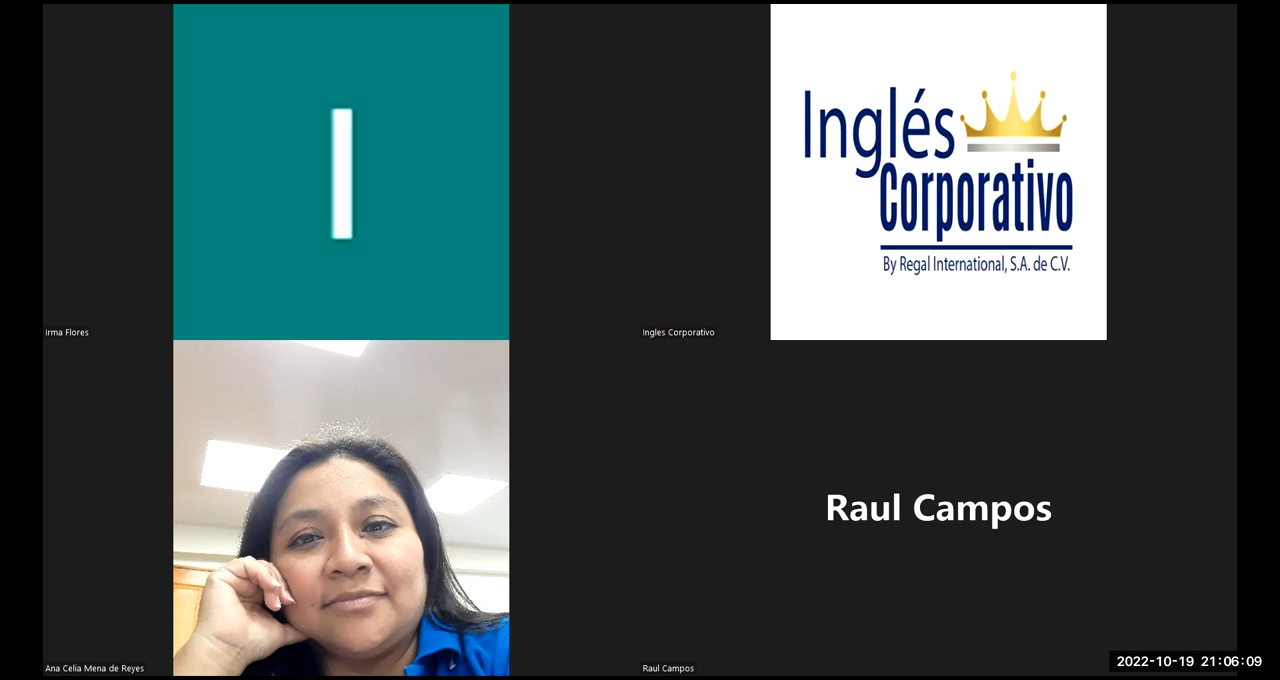 I
Inglés
Corporativo
By Regal International, S.A. de C.V.
Irma Flores
Ingles Corporativo
Raul Campos
Ana Celia Mena de Reyes
Raul Campos
2022-10-19 21:06:09